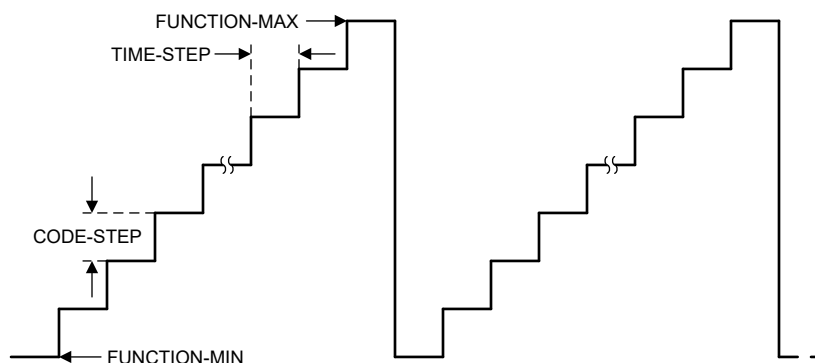 FUNCTION-MAX
TIME-STEP
CODE-STEP
FUNCTION-MIN